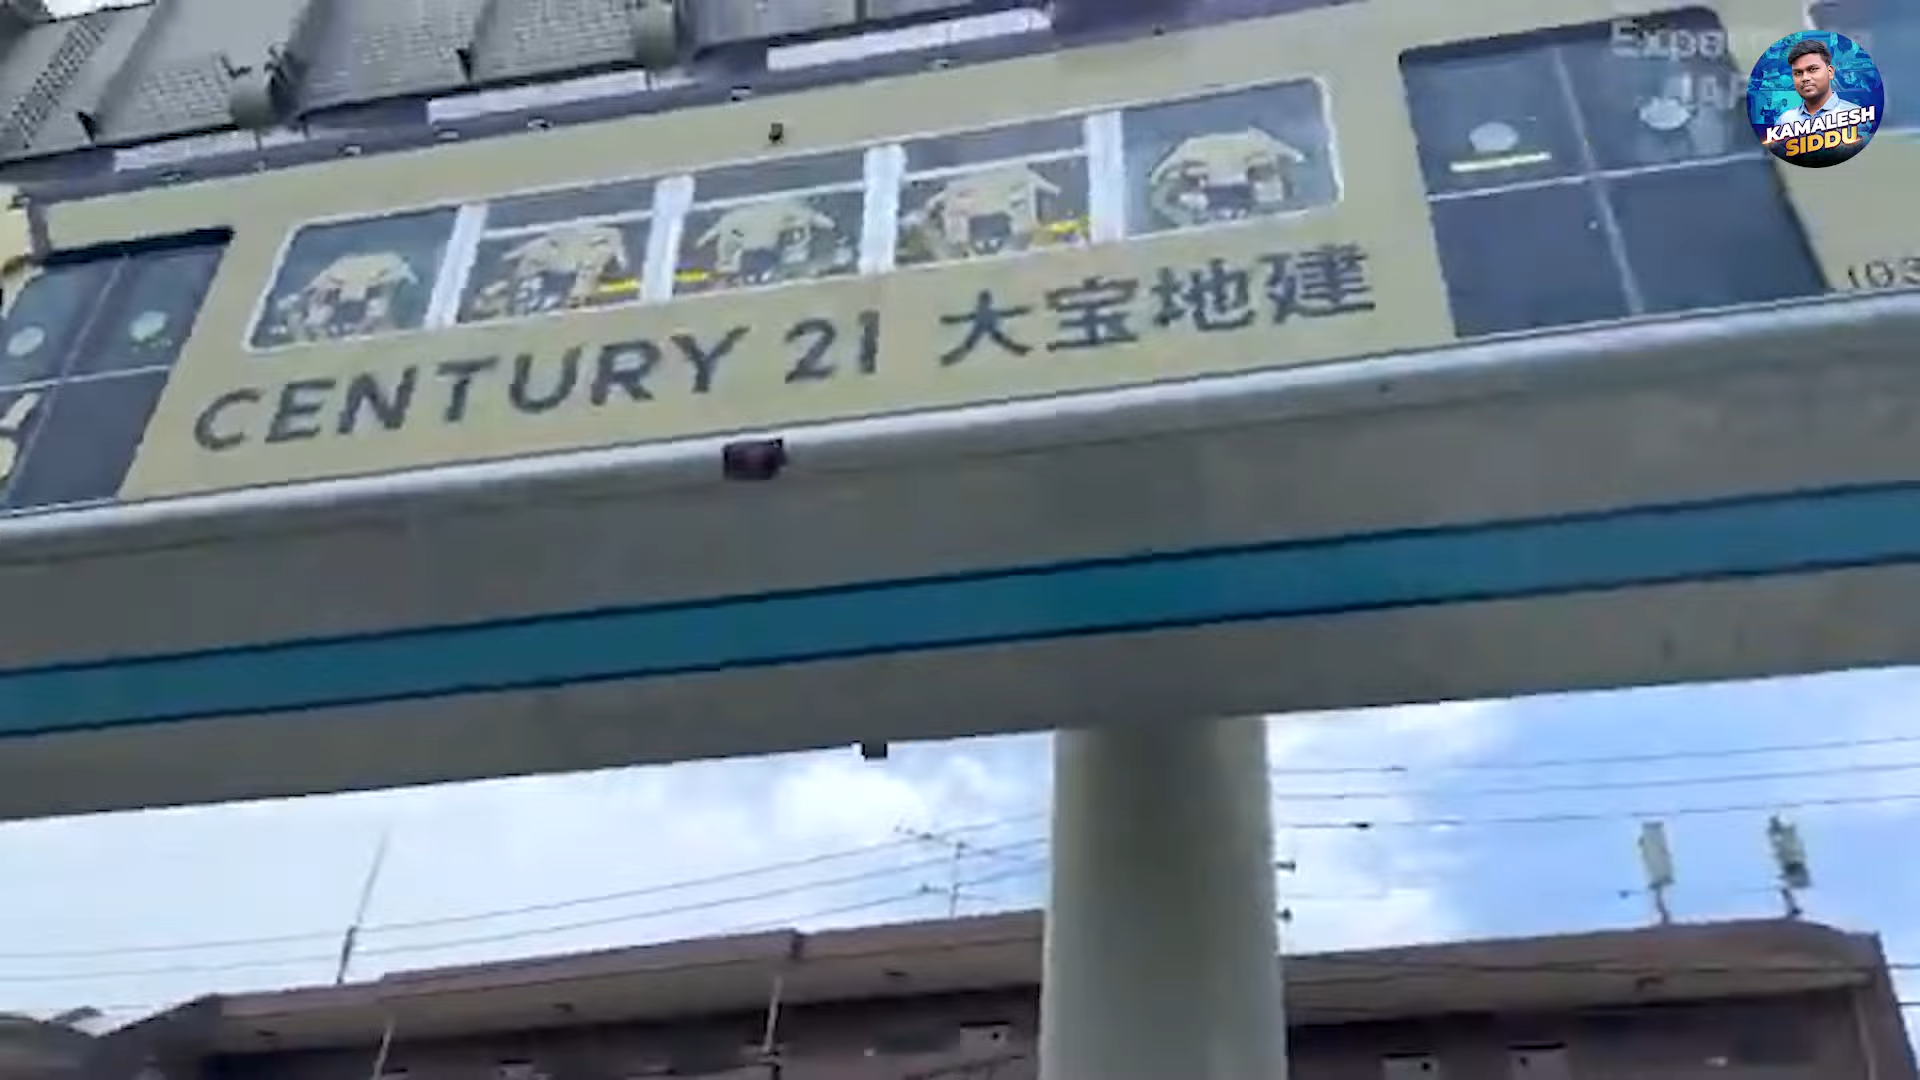 KAMALESH
SIDDU
CENTURY 21 大宝地建